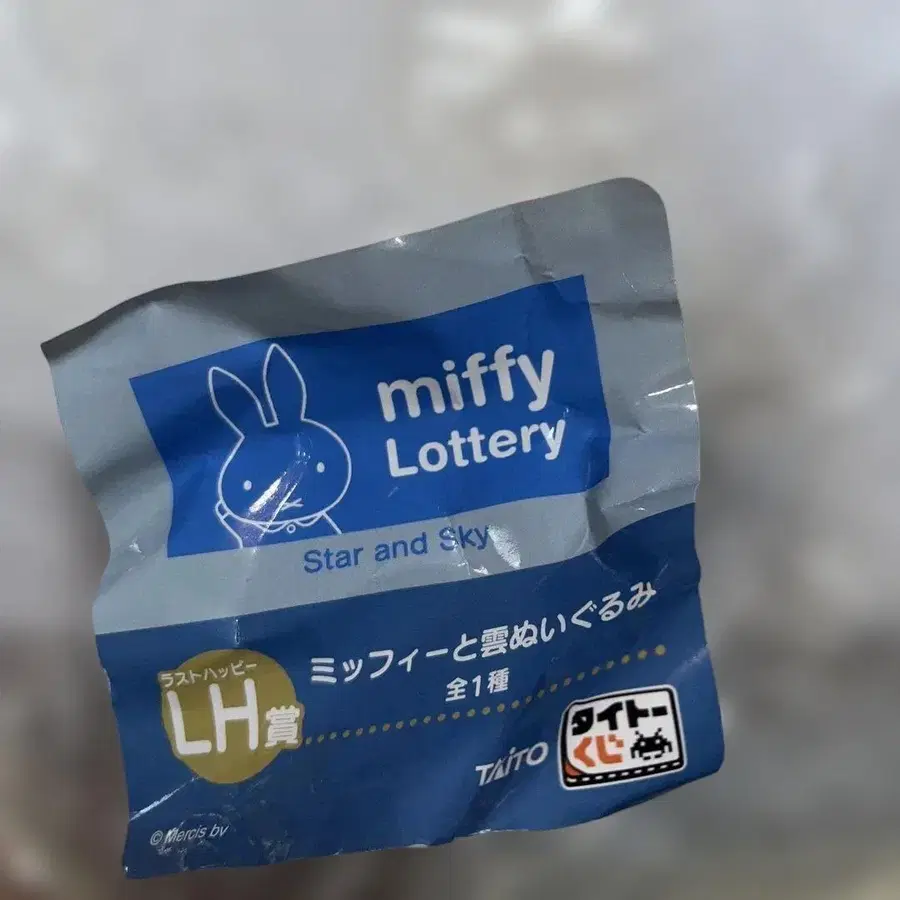 miffy
Lottery
Star and Sky
ミッフィーと雲ぬいぐるみ
全1種
ラストハッピー
LH賞
TAITO
タイトー
くじ
© Mercis bv